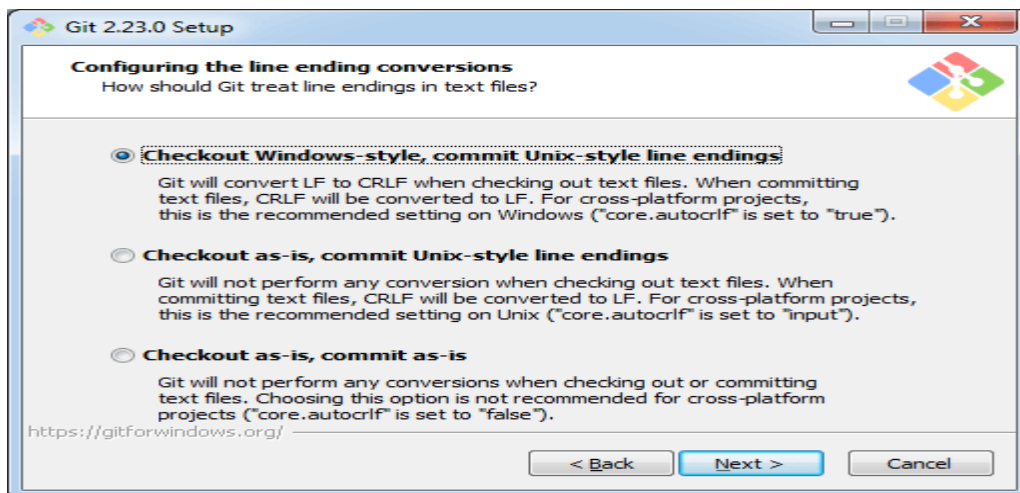 Git 2.23.0 Setup
Configuring the line ending conversions
How should Git treat line endings in text files?
Checkout Windows-style, commit Unix-style line endings
Git will convert LF to CRLF when checking out text files. When committing
text files, CRLF will be converted to LF. For cross-platform projects,
this is the recommended setting on Windows ("core.autocrlf" is set to "true").
Checkout as-is, commit Unix-style line endings
Git will not perform any conversion when checking out text files. When
committing text files, CRLF will be converted to LF. For cross-platform projects,
this is the recommended setting on Unix ("core.autocrlf" is set to "input").
Checkout as-is, commit as-is
Git will not perform any conversions when checking out or committing
text files. Choosing this option is not recommended for cross-platform
projects ("core.autocrlf" is set to "false").
https://gitforwindows.org/
< Back Next > Cancel